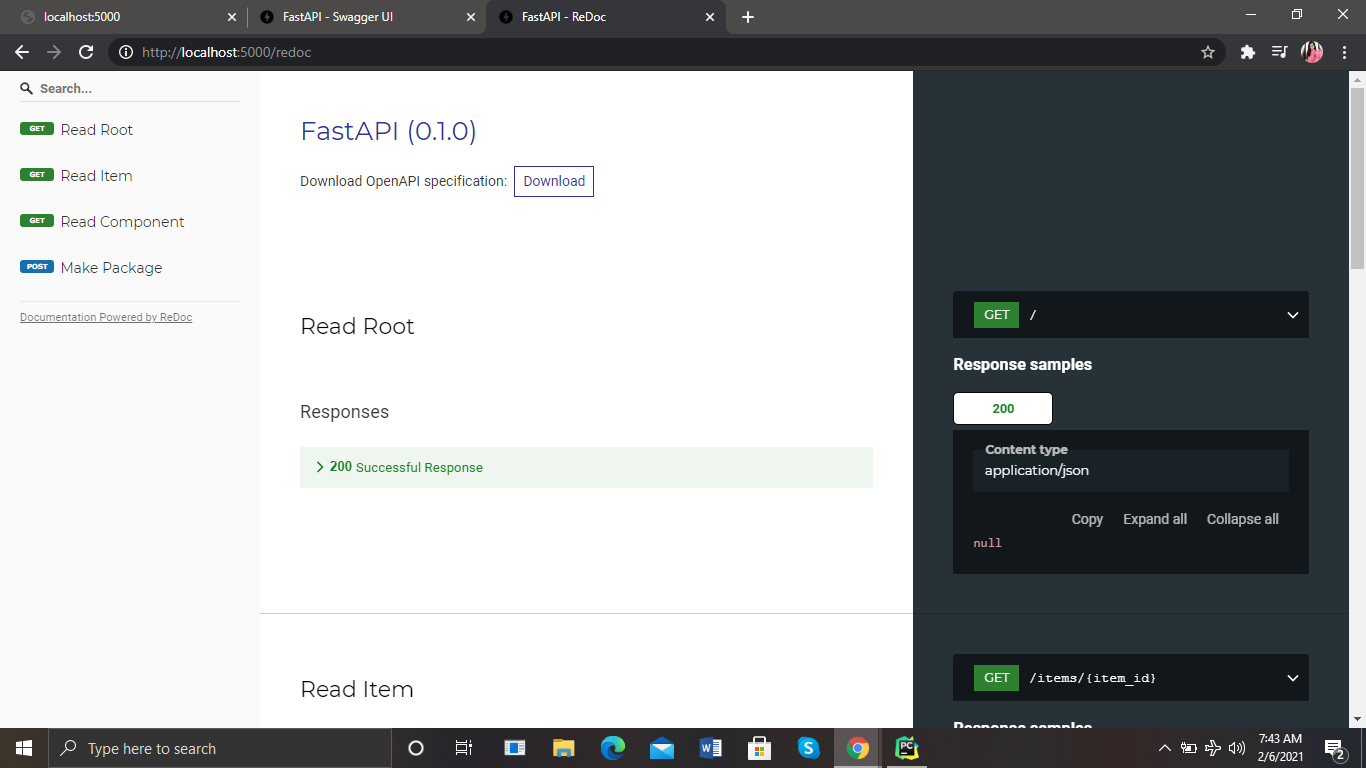 localhost:5000
FastAPI - Swagger UI
FastAPI - ReDoc
http://localhost:5000/redoc
Search...
GET Read Root
GET Read Item
GET Read Component
POST Make Package
Documentation Powered by ReDoc
FastAPI (0.1.0)
Download OpenAPI specification: Download
Read Root
Responses
200 Successful Response
Read Item
GET /
Response samples
200
Content type
application/json
Copy Expand all Collapse all
null
GET /items/{item_id}
Response samples
Type here to search
7:43 AM
2/6/2021
2